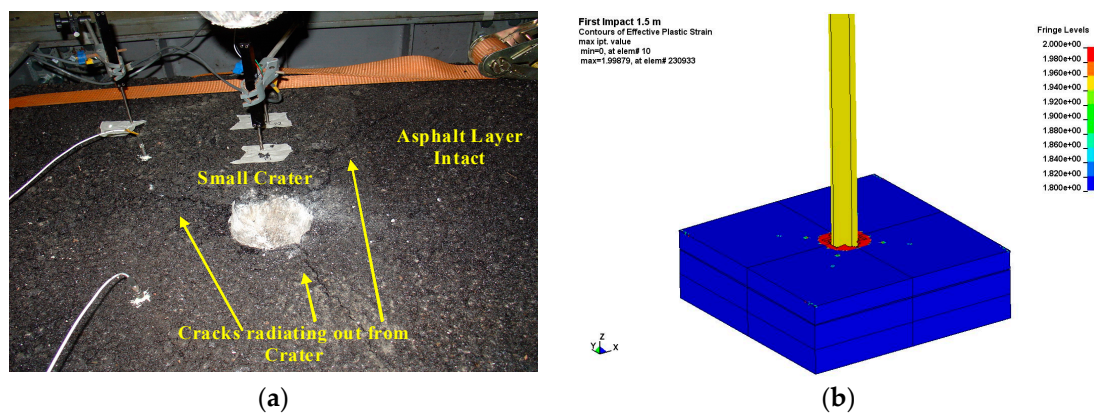 Asphalt Layer
Intact
Small Crater
Cracks radiating out from
Crater
(a)
First Impact 1.5 m
Contours of Effective Plastic Strain
max ipt. value
min=0, at elem# 10
max=1.99879, at elem# 230933
Fringe Levels
2.000e+00
1.980e+00
1.960e+00
1.940e+00
1.920e+00
1.900e+00
1.880e+00
1.860e+00
1.840e+00
1.820e+00
1.800e+00
Z
Y X
(b)